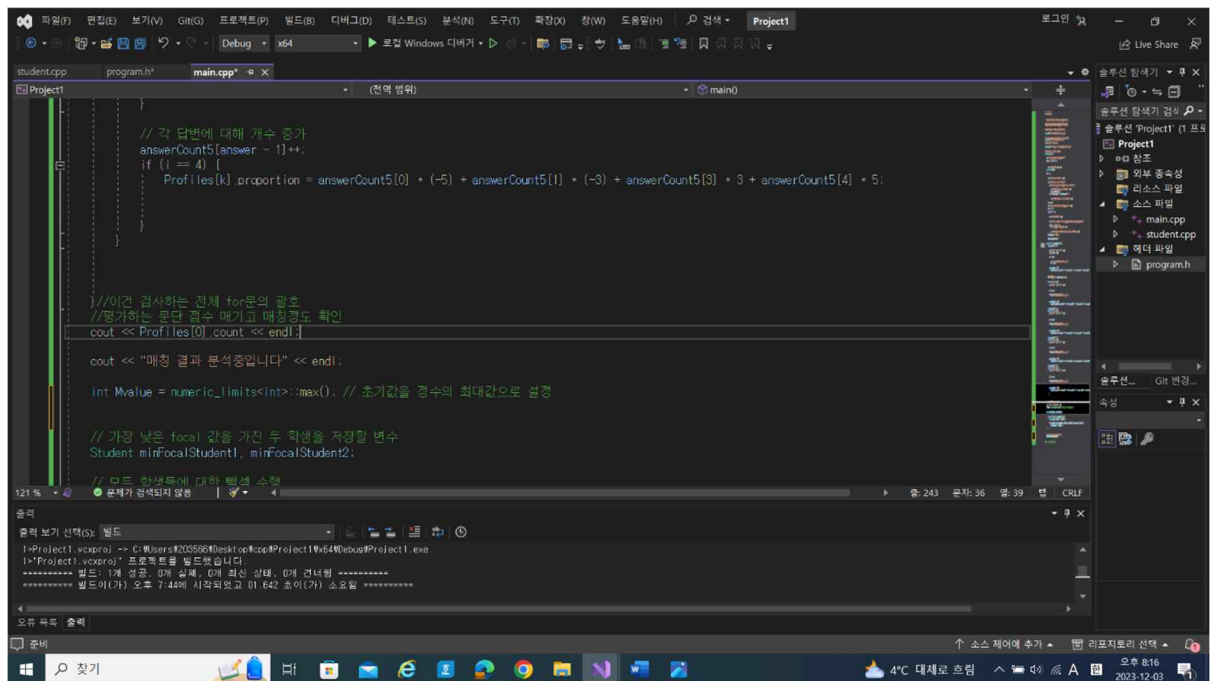 파일(F) 편집(E) 보기(V) Git(G) 프로젝트(P) 빌드(B) 디버그(D) 테스트(S) 분석(N) 도구(T) 확장(X) 창(W) 도움말(H) 검색 Project1 로그인
Debug x64 로컬 Windows 디버거 Live Share
student.cpp program.h* main.cpp*
Project1 (전역 범위) main()
}
// 각 답변에 대해 개수 증가
answerCount5[answer - 1]++;
if (i == 4) {
Profiles[k].proportion = answerCount5[0] * (-5) + answerCount5[1] * (-3) + answerCount5[3] * 3 + answerCount5[4] * 5;
}
}
}//이건 검사하는 전체 for문의 괄호
//평가하는 문단 점수 매기고 매칭정도 확인
cout << Profiles[0].count << endl;
cout << "매칭 결과 분석중입니다" << endl;
int Mvalue = numeric_limits<int>::max(); // 초기값을 정수의 최대값으로 설정
// 가장 낮은 focal 값을 가진 두 학생을 저장할 변수
Student minFocalStudent1, minFocalStudent2;
// 모든 학생들에 대한 뺄셈 수행
121 % 문제가 검색되지 않음 줄: 243 문자: 36 열: 39 탭 CRLF
출력
출력 보기 선택(S): 빌드
1>Project1.vcxproj -> C:₩Users₩203566₩Desktop₩cpp₩Project1₩x64₩Debug₩Project1.exe
1>"Project1.vcxproj" 프로젝트를 빌드했습니다.
========== 빌드: 1개 성공, 0개 실패, 0개 최신 상태, 0개 건너뜀 ==========
========== 빌드이(가) 오후 7:44에 시작되었고 01.642 초이(가) 소요됨 ==========
오류 목록 출력
준비 소스 제어에 추가 리포지토리 선택 1
솔루션 탐색기
솔루션 탐색기 검색
솔루션 'Project1' (1 프로
Project1
참조
외부 종속성
리소스 파일
소스 파일
main.cpp
student.cpp
헤더 파일
program.h
솔루션... Git 변경...
속성
찾기 4°C 대체로 흐림 A 오후 8:16
2023-12-03